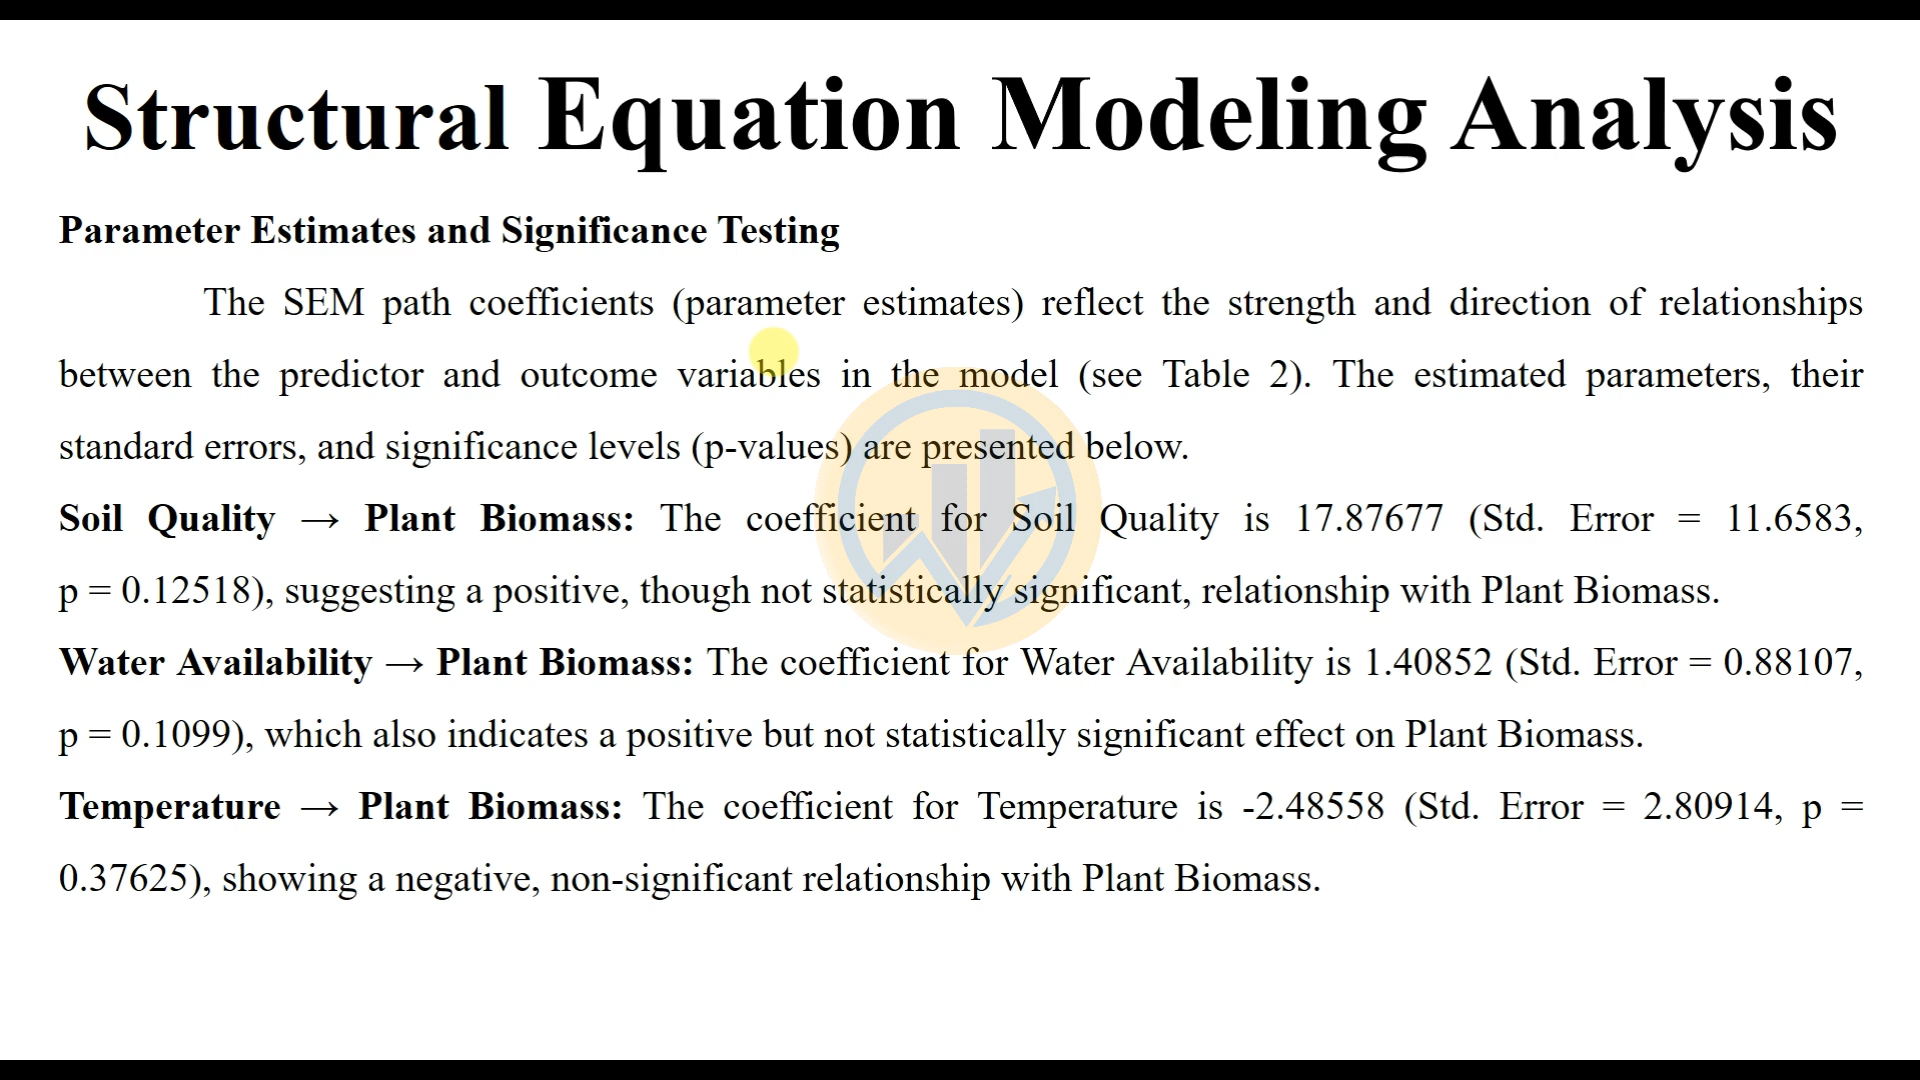 Structural Equation Modeling Analysis
Parameter Estimates and Significance Testing
The SEM path coefficients (parameter estimates) reflect the strength and direction of relationships
between the predictor and outcome variables in the model (see Table 2). The estimated parameters, their
standard errors, and significance levels (p-values) are presented below.
Soil Quality → Plant Biomass: The coefficient for Soil Quality is 17.87677 (Std. Error = 11.6583,
p = 0.12518), suggesting a positive, though not statistically significant, relationship with Plant Biomass.
Water Availability → Plant Biomass: The coefficient for Water Availability is 1.40852 (Std. Error = 0.88107,
p = 0.1099), which also indicates a positive but not statistically significant effect on Plant Biomass.
Temperature → Plant Biomass: The coefficient for Temperature is -2.48558 (Std. Error = 2.80914, p =
0.37625), showing a negative, non-significant relationship with Plant Biomass.